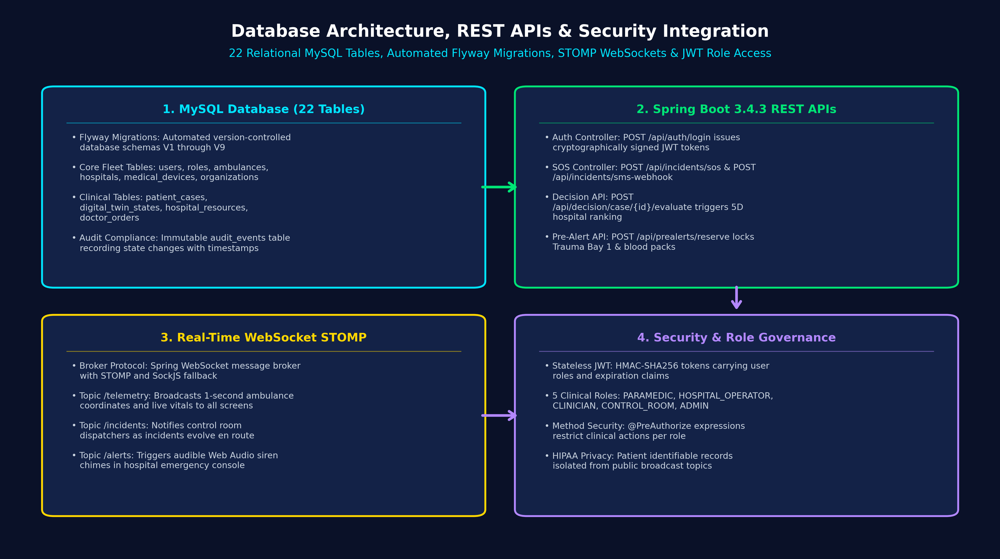 Database Architecture, REST APIs & Security Integration
22 Relational MySQL Tables, Automated Flyway Migrations, STOMP WebSockets & JWT Role Access
1. MySQL Database (22 Tables)
• Flyway Migrations: Automated version-controlled
database schemas V1 through V9
• Core Fleet Tables: users, roles, ambulances,
hospitals, medical_devices, organizations
• Clinical Tables: patient_cases,
digital_twin_states, hospital_resources,
doctor_orders
• Audit Compliance: Immutable audit_events table
recording state changes with timestamps
2. Spring Boot 3.4.3 REST APIs
• Auth Controller: POST /api/auth/login issues
cryptographically signed JWT tokens
• SOS Controller: POST /api/incidents/sos & POST
/api/incidents/sms-webhook
• Decision API: POST
/api/decision/case/{id}/evaluate triggers 5D
hospital ranking
• Pre-Alert API: POST /api/prealerts/reserve locks
Trauma Bay 1 & blood packs
3. Real-Time WebSocket STOMP
• Broker Protocol: Spring WebSocket message broker
with STOMP and SockJS fallback
• Topic /telemetry: Broadcasts 1-second ambulance
coordinates and live vitals to all screens
• Topic /incidents: Notifies control room
dispatchers as incidents evolve en route
• Topic /alerts: Triggers audible Web Audio siren
chimes in hospital emergency console
4. Security & Role Governance
• Stateless JWT: HMAC-SHA256 tokens carrying user
roles and expiration claims
• 5 Clinical Roles: PARAMEDIC, HOSPITAL_OPERATOR,
CLINICIAN, CONTROL_ROOM, ADMIN
• Method Security: @PreAuthorize expressions
restrict clinical actions per role
• HIPAA Privacy: Patient identifiable records
isolated from public broadcast topics